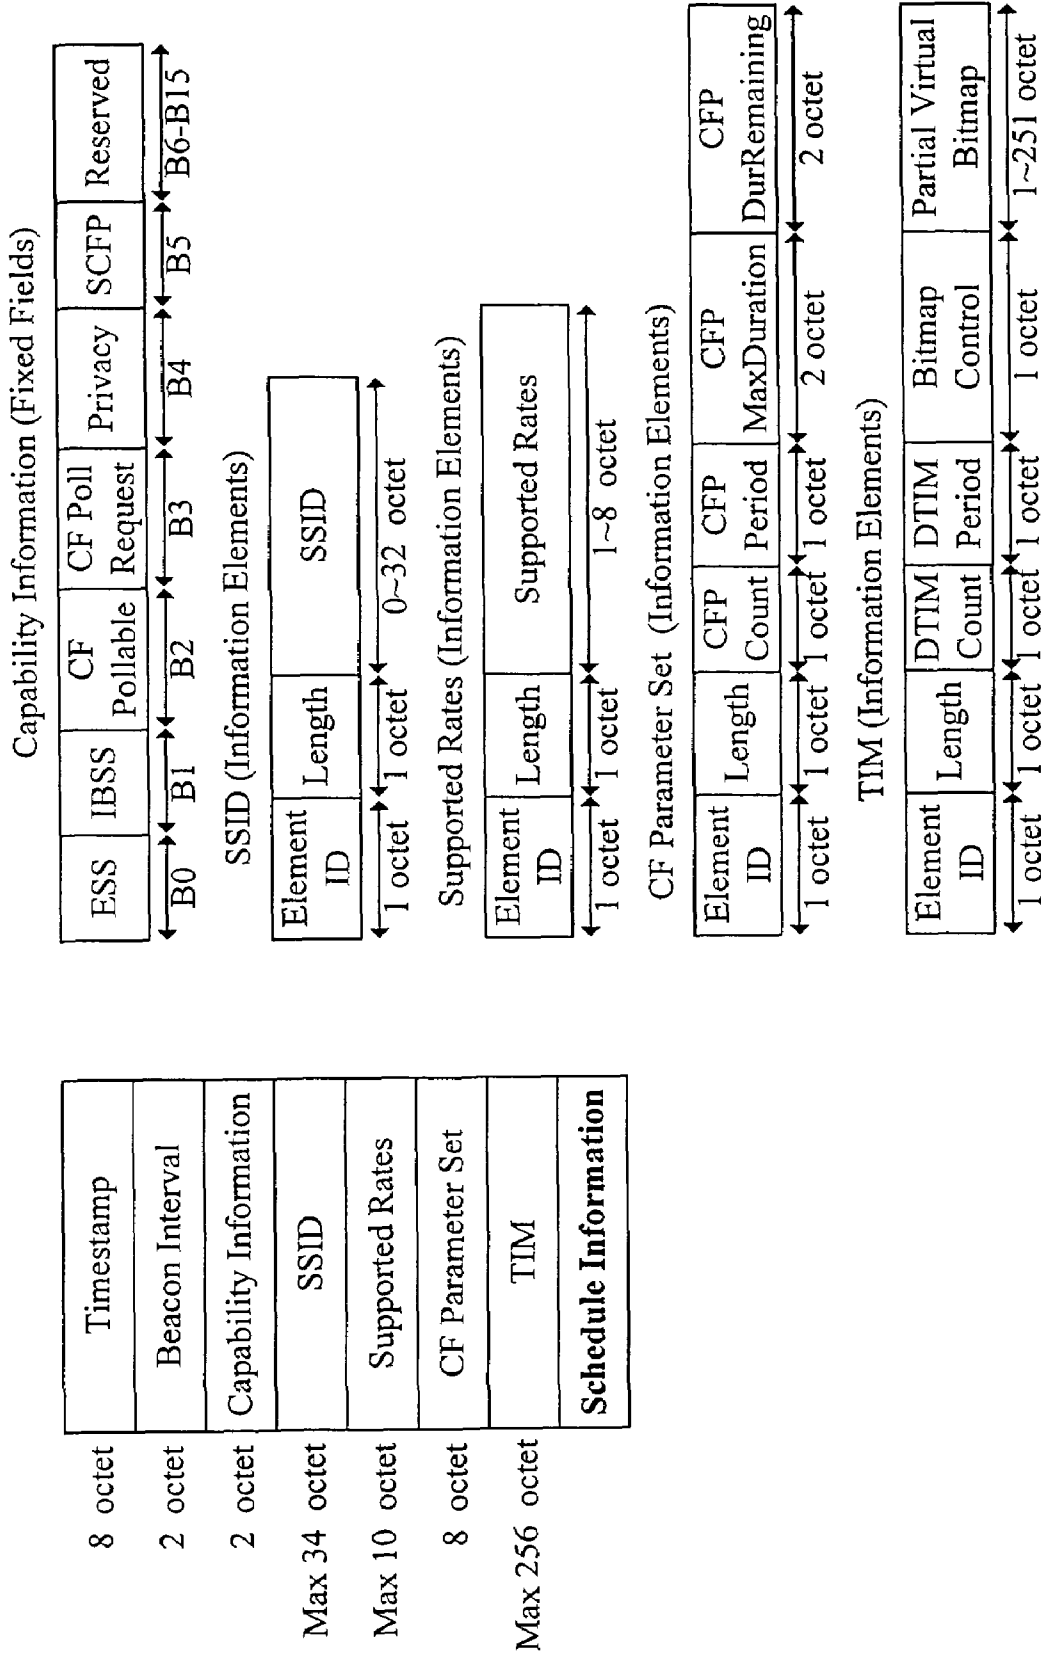 8 octet Timestamp
2 octet Beacon Interval
2 octet Capability Information
Max 34 octet SSID
Max 10 octet Supported Rates
8 octet CF Parameter Set
Max 256 octet TIM
Schedule Information
Capability Information (Fixed Fields)
ESS IBSS CF Pollable CF Poll Request Privacy SCFP Reserved
B0 B1 B2 B3 B4 B5 B6-B15
SSID (Information Elements)
Element ID Length SSID
1 octet 1 octet 0~32 octet
Supported Rates (Information Elements)
Element ID Length Supported Rates
1 octet 1 octet 1~8 octet
CF Parameter Set (Information Elements)
Element ID Length CFP Count CFP Period CFP MaxDuration CFP DurRemaining
1 octet 1 octet 1 octet 1 octet 2 octet 2 octet
TIM (Information Elements)
Element ID Length DTIM Count DTIM Period Bitmap Control Partial Virtual Bitmap
1 octet 1 octet 1 octet 1 octet 1 octet 1~251 octet